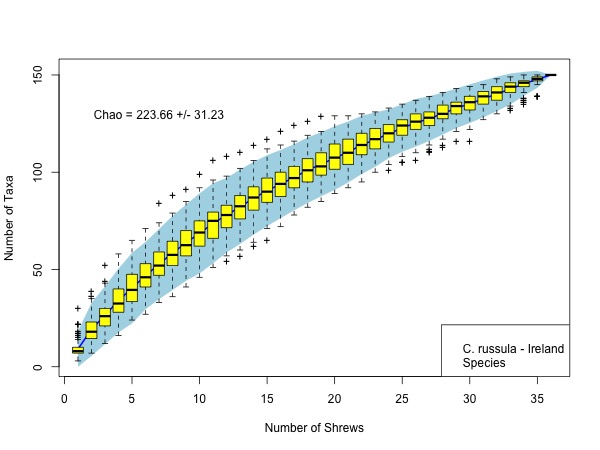 150
100
50
0
Number of Taxa
Chao = 223.66 +/- 31.23
C. russula - Ireland
Species
0 5 10 15 20 25 30 35
Number of Shrews